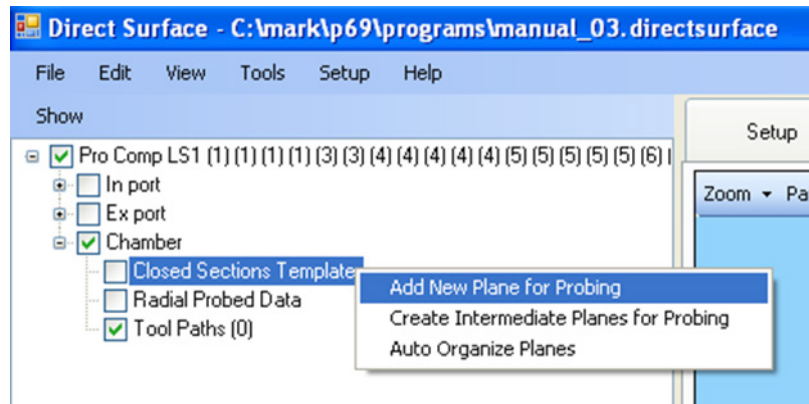 Direct Surface - C:\mark\p69\programs\manual_03.directsurface
File Edit View Tools Setup Help
Show
Setup
Pro Comp LS1 (1) (1) (1) (1) (3) (3) (4) (4) (4) (4) (4) (5) (5) (5) (5) (5) (6) (
Zoom Pa
In port
Ex port
Chamber
Closed Sections Template
Add New Plane for Probing
Radial Probed Data
Create Intermediate Planes for Probing
Tool Paths (0)
Auto Organize Planes